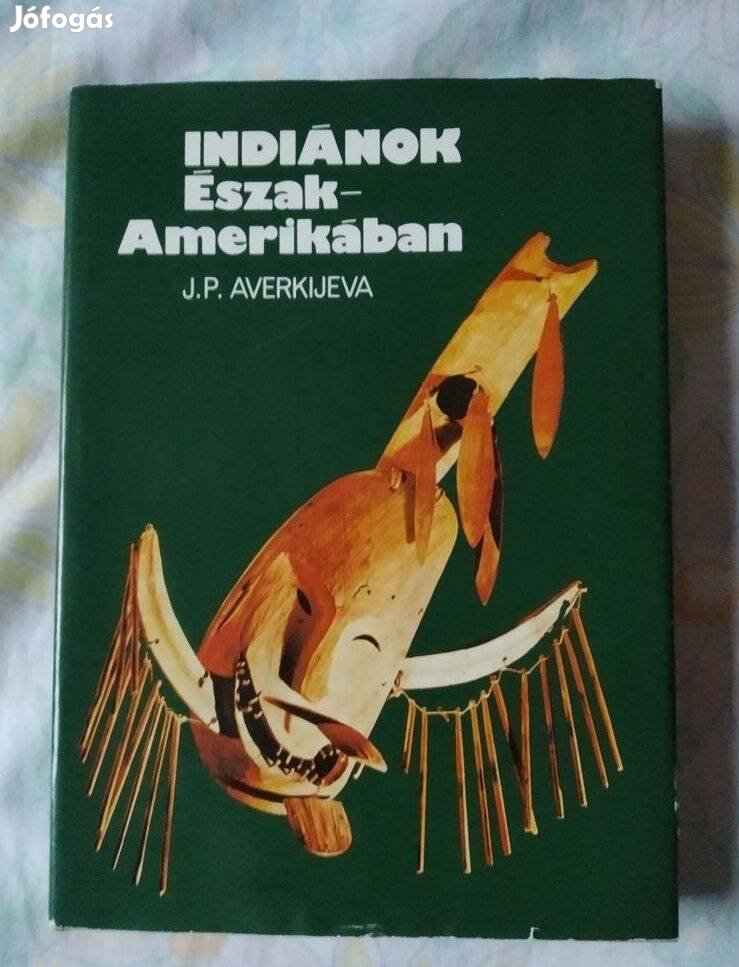 Jófogás
INDIÁNOK
Észak-
Amerikában
J.P. AVERKIJEVA